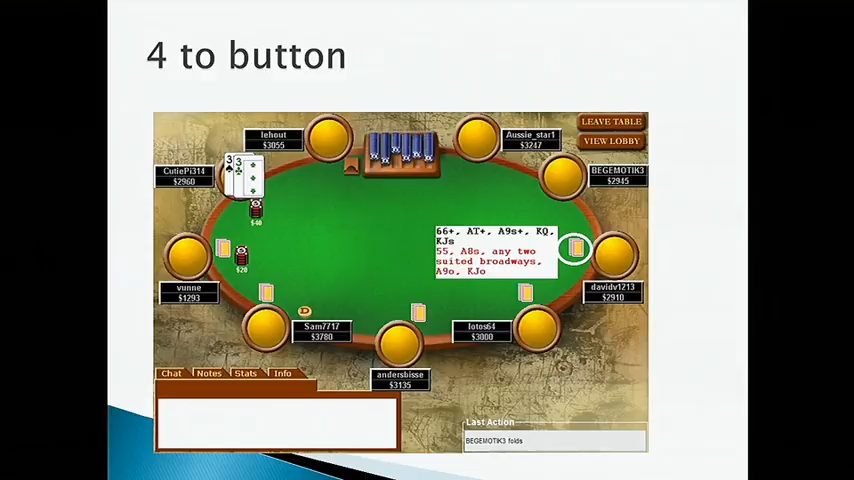 4 to button
lehout
$3055
Aussie_star1
$3247
LEAVE TABLE
VIEW LOBBY
CutiePi314
$2960
BEGEMOTIK3
$2945
3
3
$40
66+, AT+, A9s+, KQ,
KJs
55, A8s, any two
suited broadways,
A9o, KJo
$20
vunne
$1293
davidv1213
$2910
D
Sam7717
$3780
lotos64
$3000
andersbisse
$3135
Chat
Notes
Stats
Info
Last Action
BEGEMOTIK3 folds